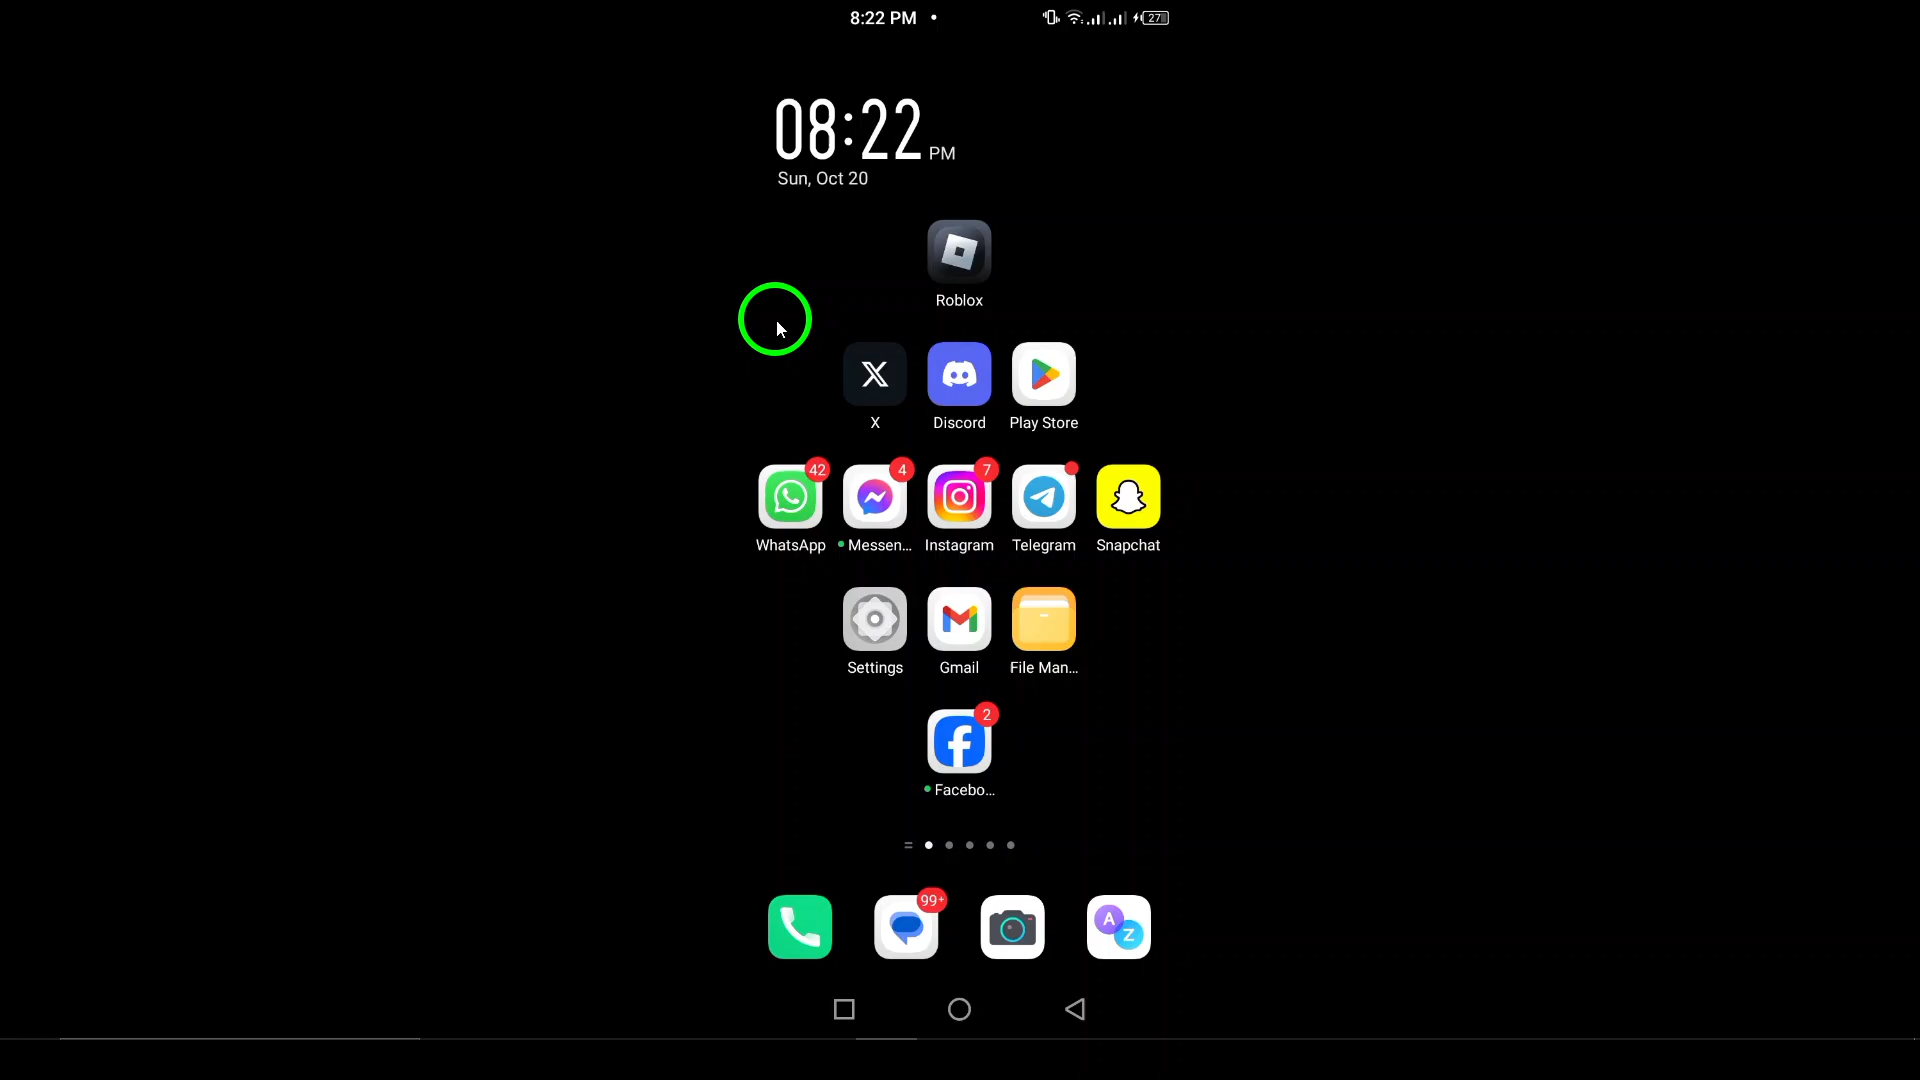 8:22 PM
27
08:22 PM
Sun, Oct 20
Roblox
X
Discord
Play Store
42
4
7
WhatsApp
Messen...
Instagram
Telegram
Snapchat
Settings
Gmail
File Man...
2
Facebo...
99+
A
Z